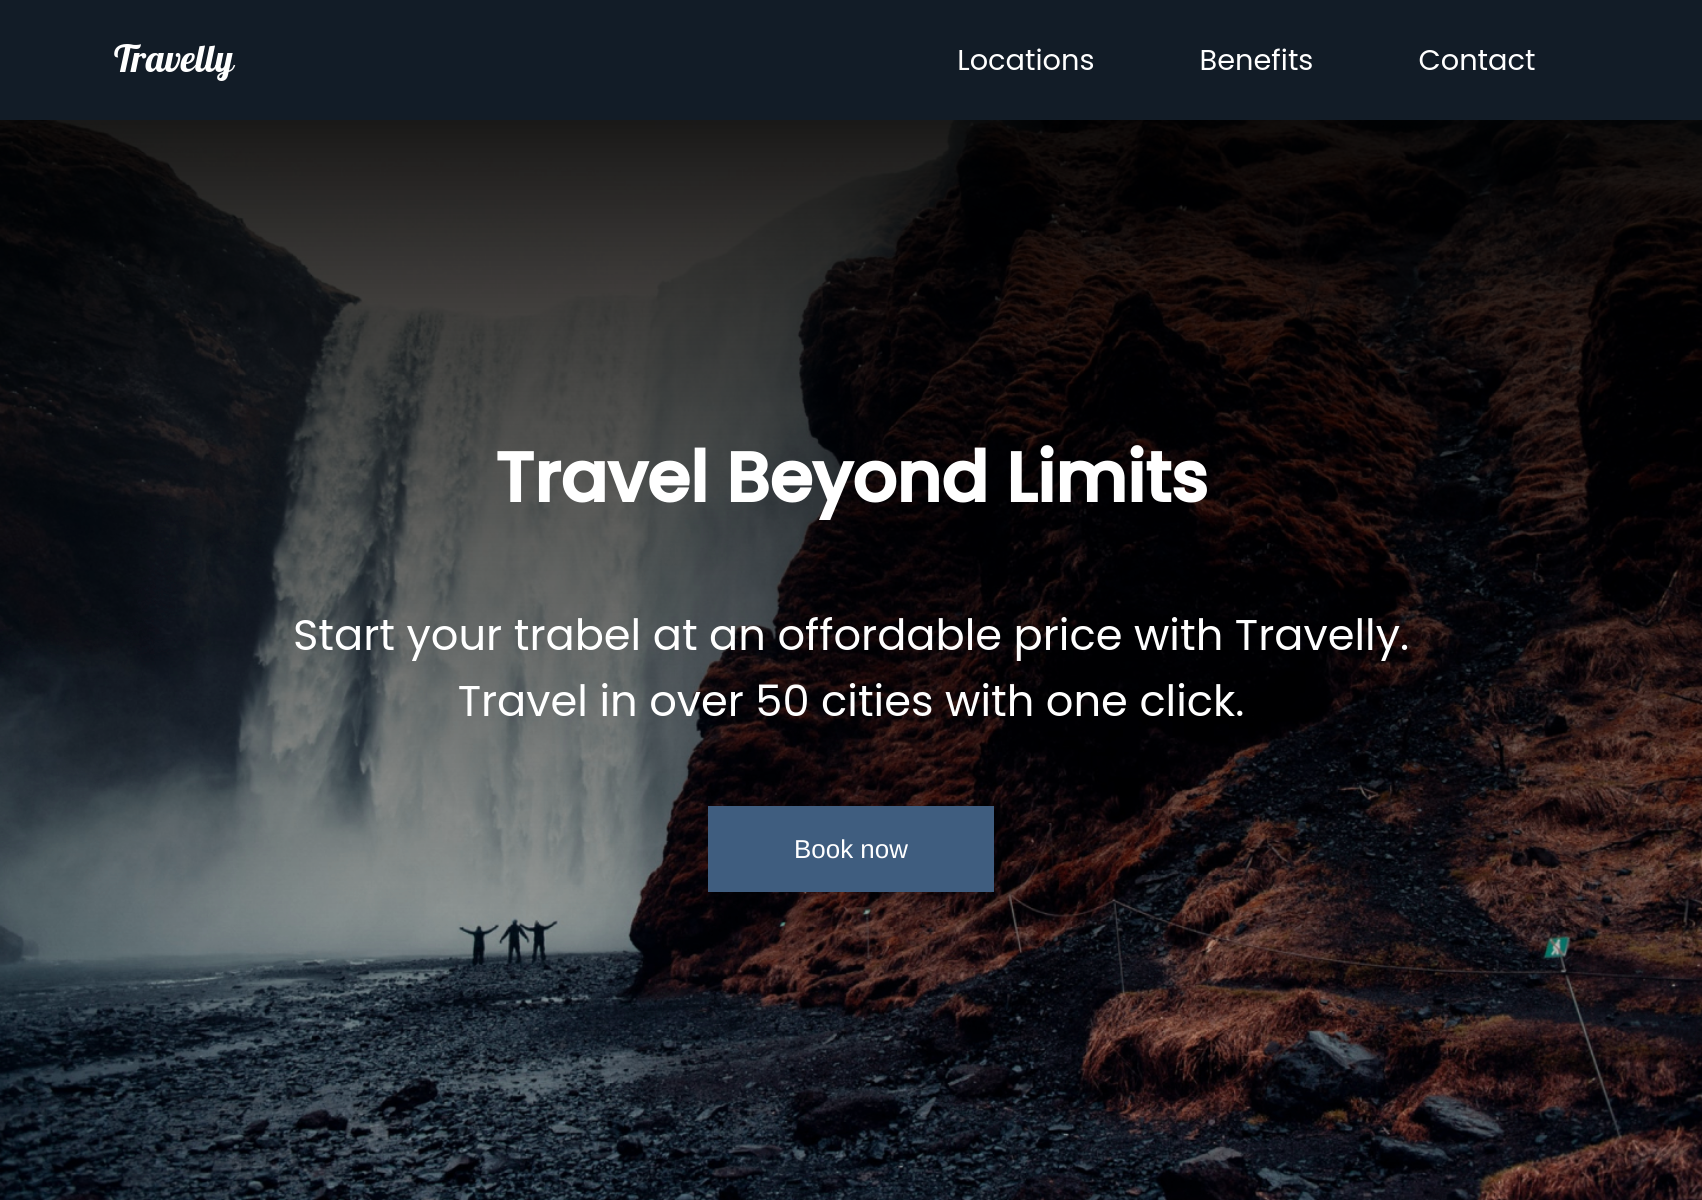 Travelly
Locations
Benefits
Contact
Travel Beyond Limits
Start your trabel at an offordable price with Travelly.
Travel in over 50 cities with one click.
Book now